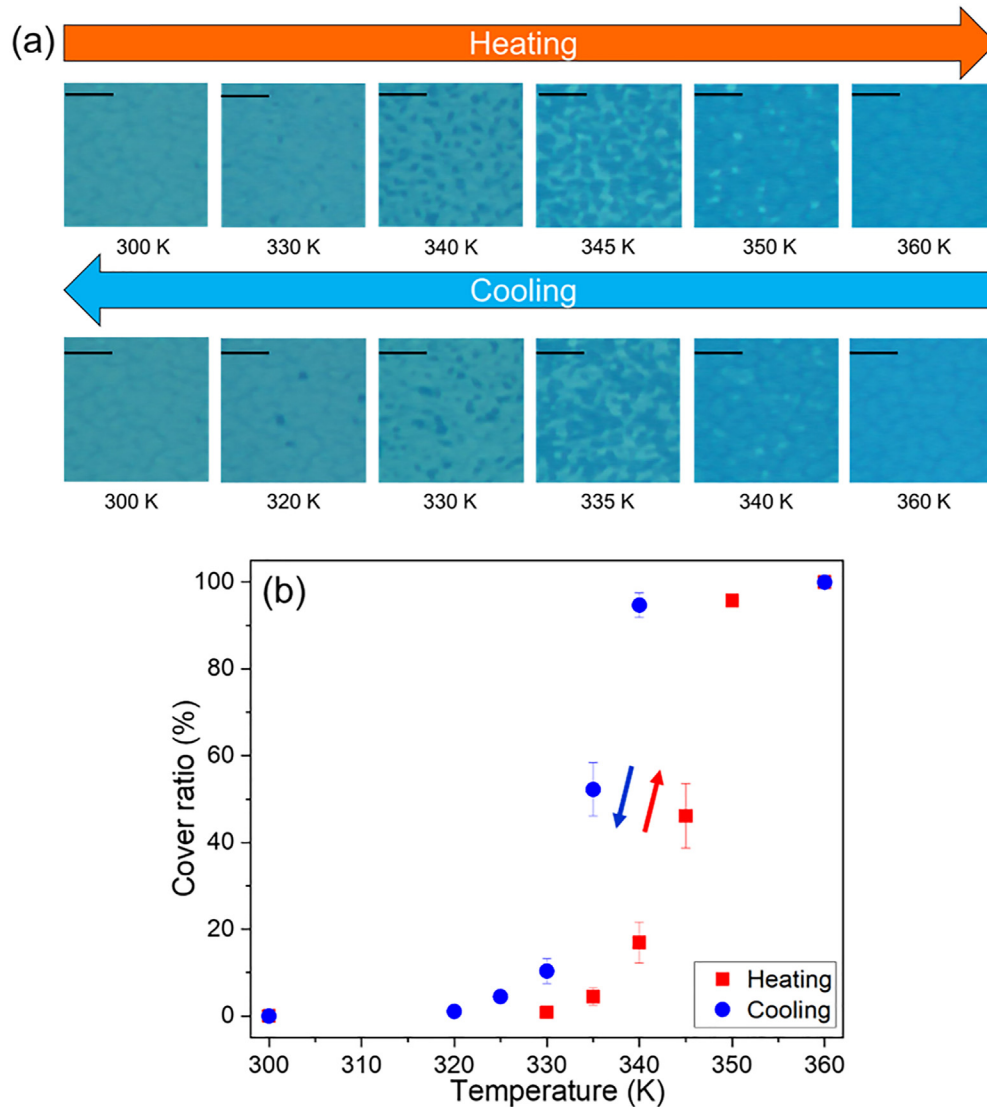 (a)
Heating
300 K 330 K 340 K 345 K 350 K 360 K
Cooling
300 K 320 K 330 K 335 K 340 K 360 K
(b)
Cover ratio (%)
100
80
60
40
20
0
Heating
Cooling
300 310 320 330 340 350 360
Temperature (K)